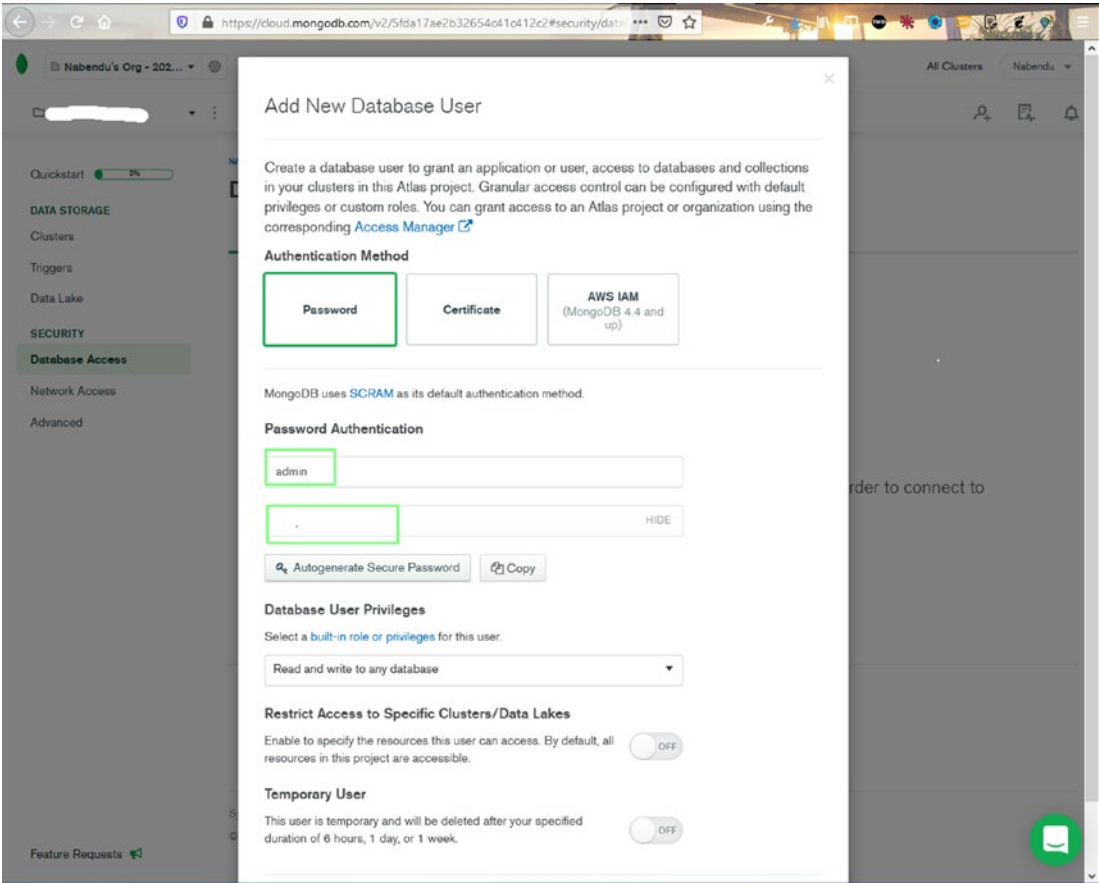 https://cloud.mongodb.com/v2/5fda17ae2b32654c41c412c2#security/data
Nabendu's Org - 202...
All Clusters
Nabendu
Add New Database User
Quickstart 0%
DATA STORAGE
Clusters
Triggers
Data Lake
SECURITY
Database Access
Network Access
Advanced
Create a database user to grant an application or user, access to databases and collections
in your clusters in this Atlas project. Granular access control can be configured with default
privileges or custom roles. You can grant access to an Atlas project or organization using the
corresponding Access Manager
Authentication Method
Password
Certificate
AWS IAM
(MongoDB 4.4 and
up)
MongoDB uses SCRAM as its default authentication method.
Password Authentication
admin
HIDE
Autogenerate Secure Password
Copy
rder to connect to
Database User Privileges
Select a built-in role or privileges for this user.
Read and write to any database
Restrict Access to Specific Clusters/Data Lakes
Enable to specify the resources this user can access. By default, all
resources in this project are accessible.
OFF
Temporary User
This user is temporary and will be deleted after your specified
duration of 6 hours, 1 day, or 1 week.
OFF
Feature Requests